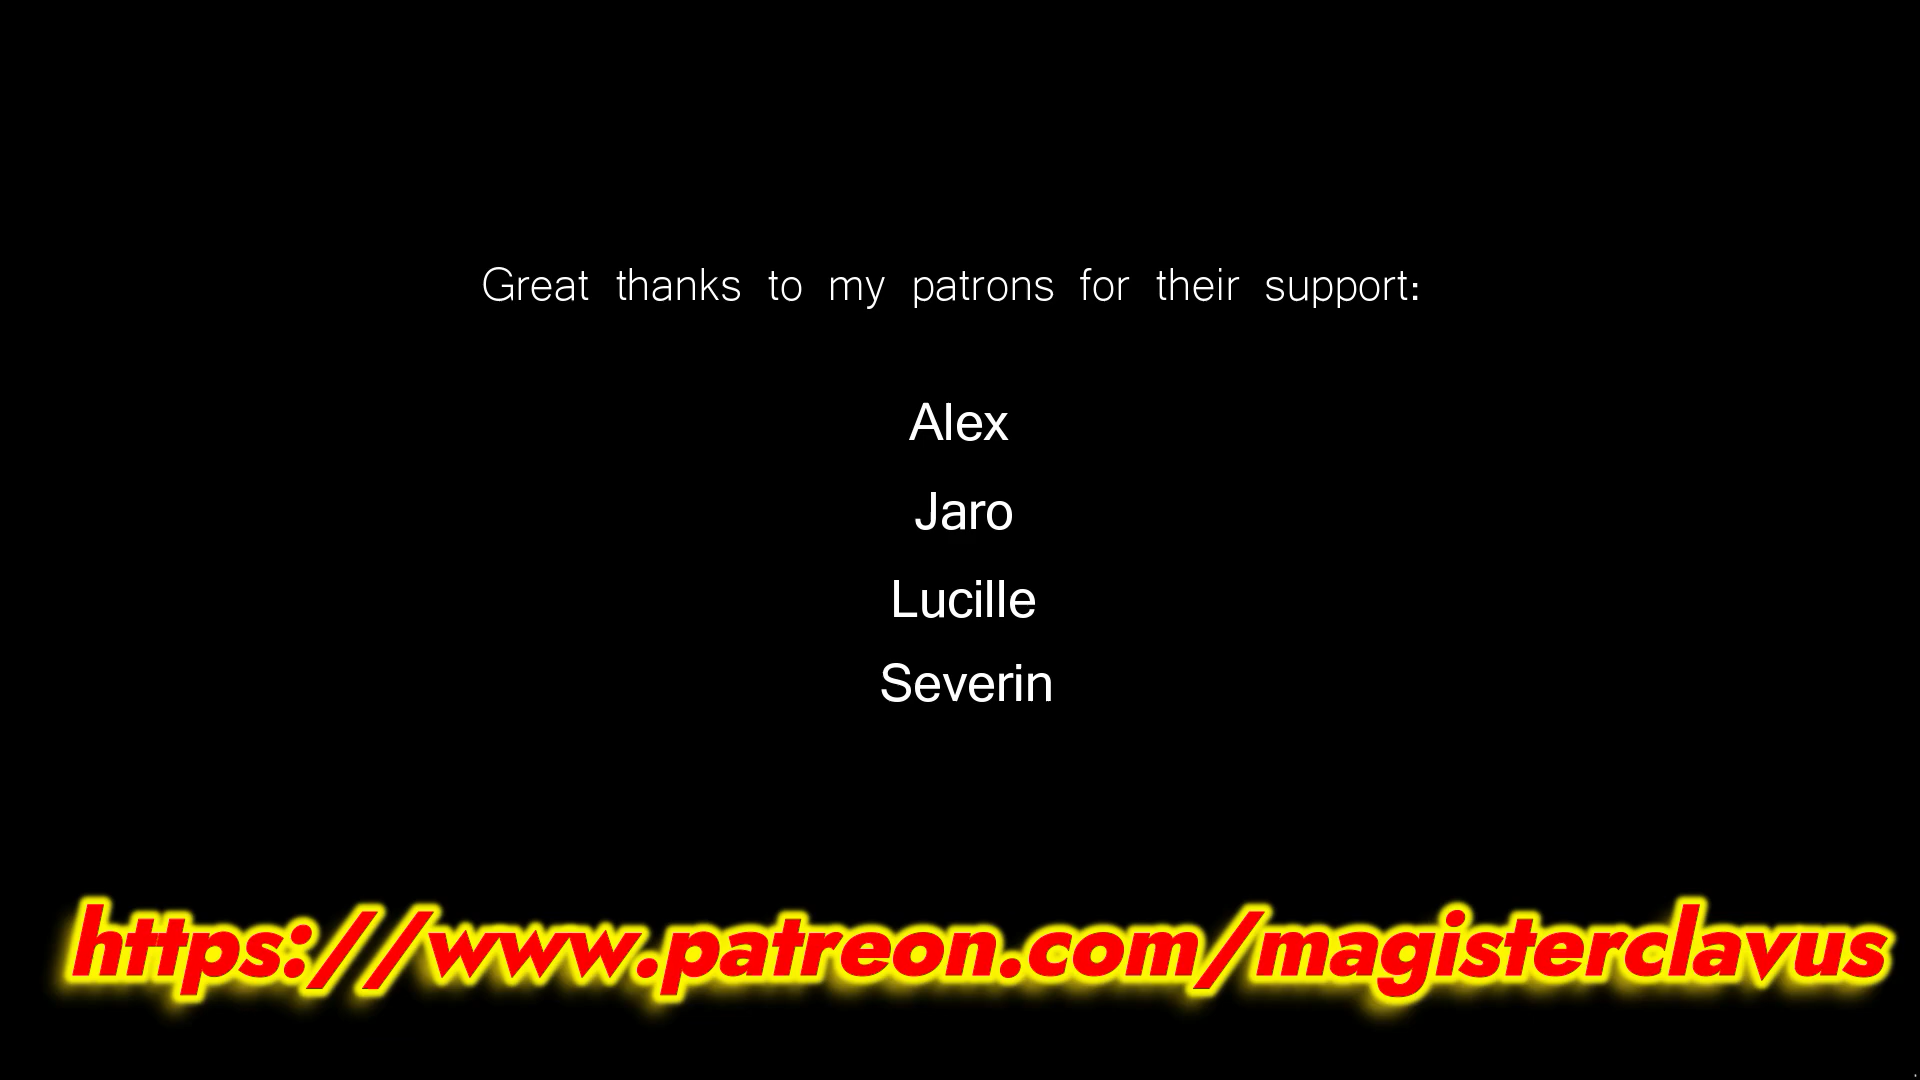 Great thanks to my patrons for their support:
Alex
Jaro
Lucille
Severin
https://www.patreon.com/magisterclavus